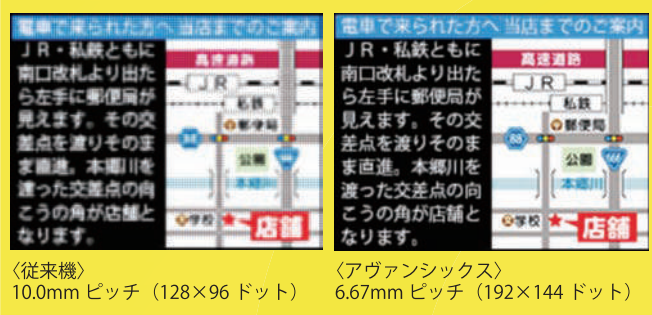 電車で来られた方へ 当店までのご案内
ＪＲ・私鉄ともに
南口改札より出た
ら左手に郵便局が
見えます。その交
差点を渡りそのま
ま直進。本郷川を
渡った交差点の向
こうの角が店舗と
なります。
高速道路
ＪＲ
私鉄
郵便局
88
公園
166
本郷川
学校
店舗
〈従来機〉
10.0mm ピッチ（128×96 ドット）
電車で来られた方へ 当店までのご案内
ＪＲ・私鉄ともに
南口改札より出た
ら左手に郵便局が
見えます。その交
差点を渡りそのま
ま直進。本郷川を
渡った交差点の向
こうの角が店舗と
なります。
高速道路
ＪＲ
私鉄
郵便局
88
公園
166
本郷川
学校
店舗
〈アヴァンシックス〉
6.67mm ピッチ（192×144 ドット）